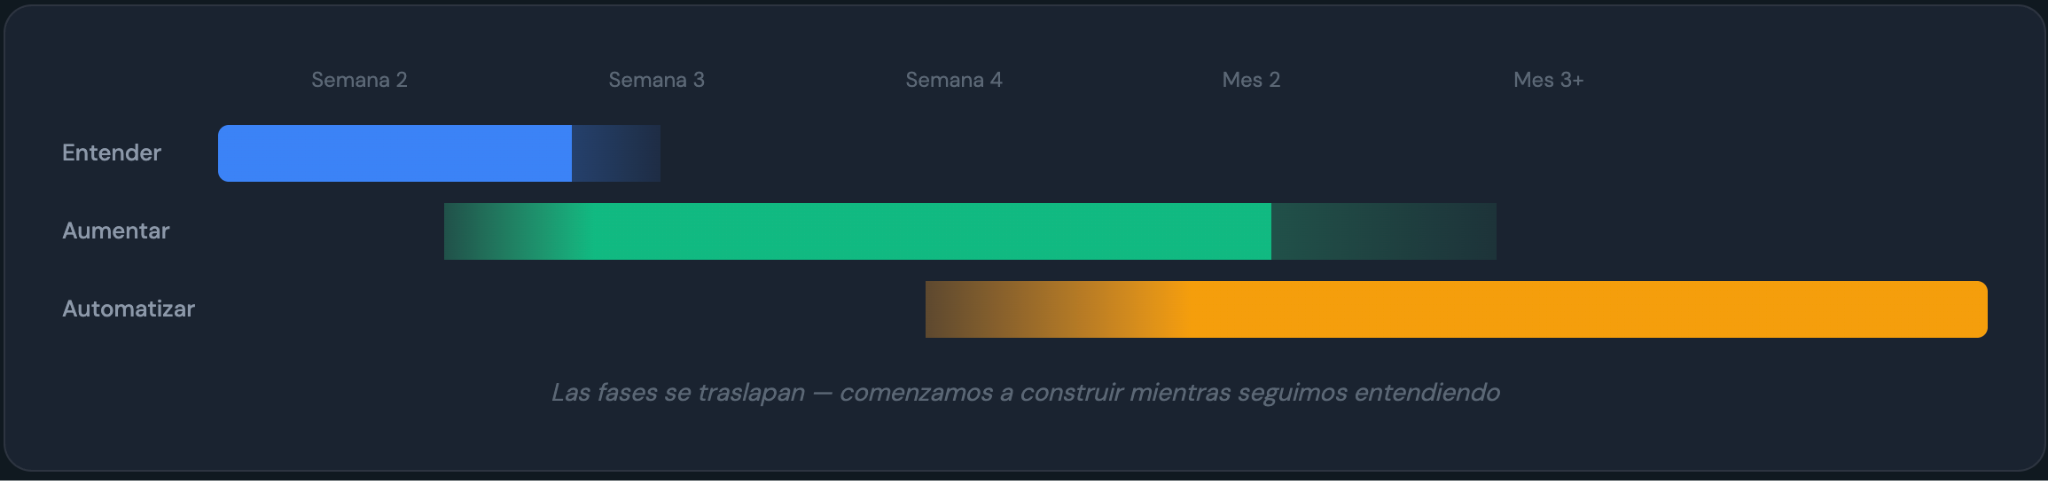 Semana 2 Semana 3 Semana 4 Mes 2 Mes 3+
Entender
Aumentar
Automatizar
Las fases se traslapan — comenzamos a construir mientras seguimos entendiendo